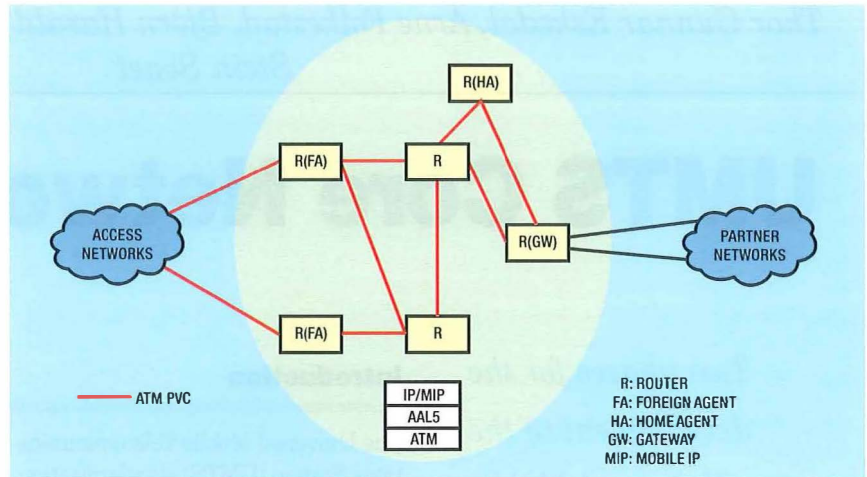 R(HA)
R(FA)
R
ACCESS
NETWORKS
R(GW)
PARTNER
NETWORKS
R(FA)
R
ATM PVC
IP/MIP
AAL5
ATM
R: ROUTER
FA: FOREIGN AGENT
HA: HOME AGENT
GW: GATEWAY
MIP: MOBILE IP